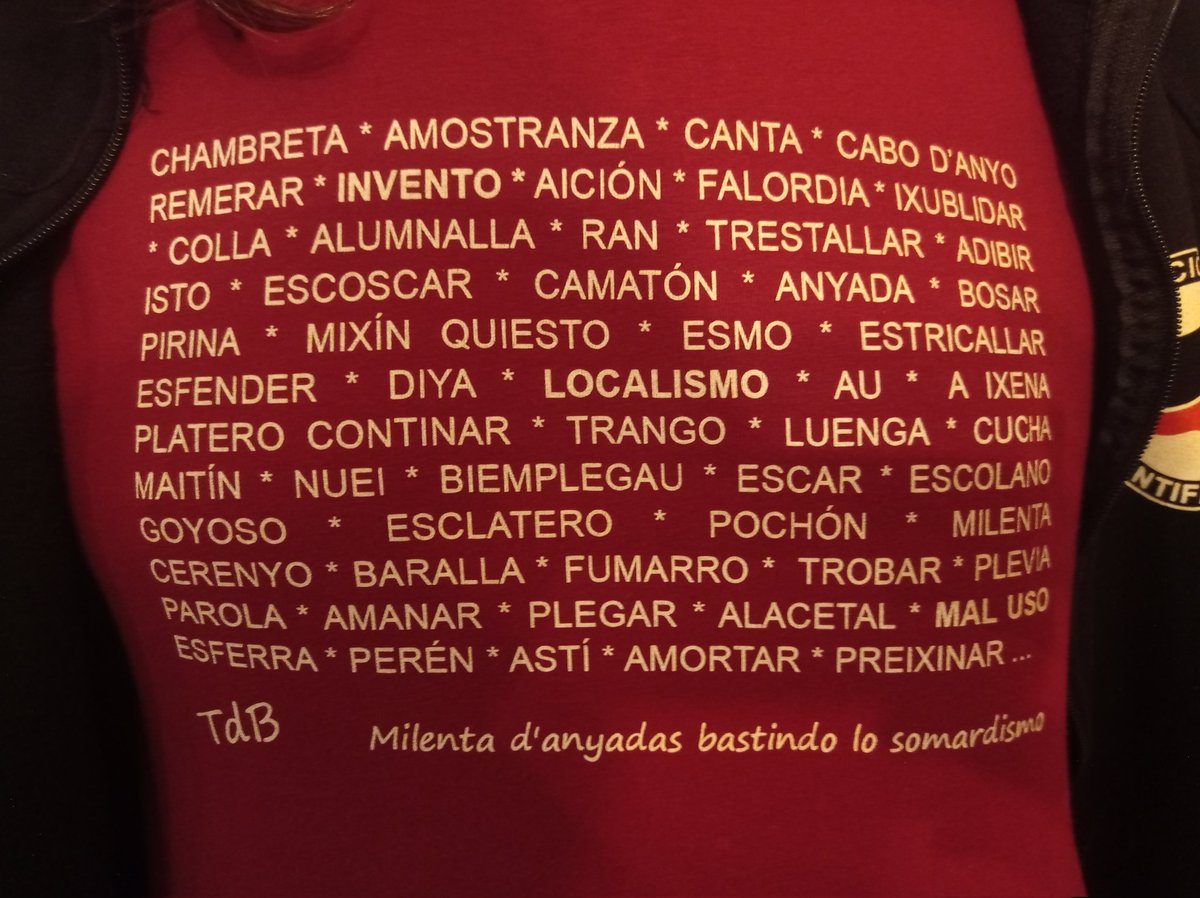 CHAMBRETA * AMOSTRANZA * CANTA * CABO D'ANYO
REMERAR * INVENTO * AICIÓN * FALORDIA * IXUBLIDAR
* COLLA * ALUMNALLA * RAN * TRESTALLAR * ADIBIR
ISTO * ESCOSCAR * CAMATÓN * ANYADA * BOSAR
PIRINA * MIXÍN QUIESTO * ESMO * ESTRICALLAR
ESFENDER * DIYA * LOCALISMO * AU * A IXENA
PLATERO CONTINAR * TRANGO * LUENGA * CUCHA
MAITÍN * NUEI * BIEMPLEGAU * ESCAR * ESCOLANO
GOYOSO * ESCLATERO * POCHÓN * MILENTA
CERENYO * BARALLA * FUMARRO * TROBAR * PLEVIA
PAROLA * AMANAR * PLEGAR * ALACETAL * MAL USO
ESFERRA * PERÉN * ASTÍ * AMORTAR * PREIXINAR ...
TdB
Milenta d'anyadas bastindo lo somardismo